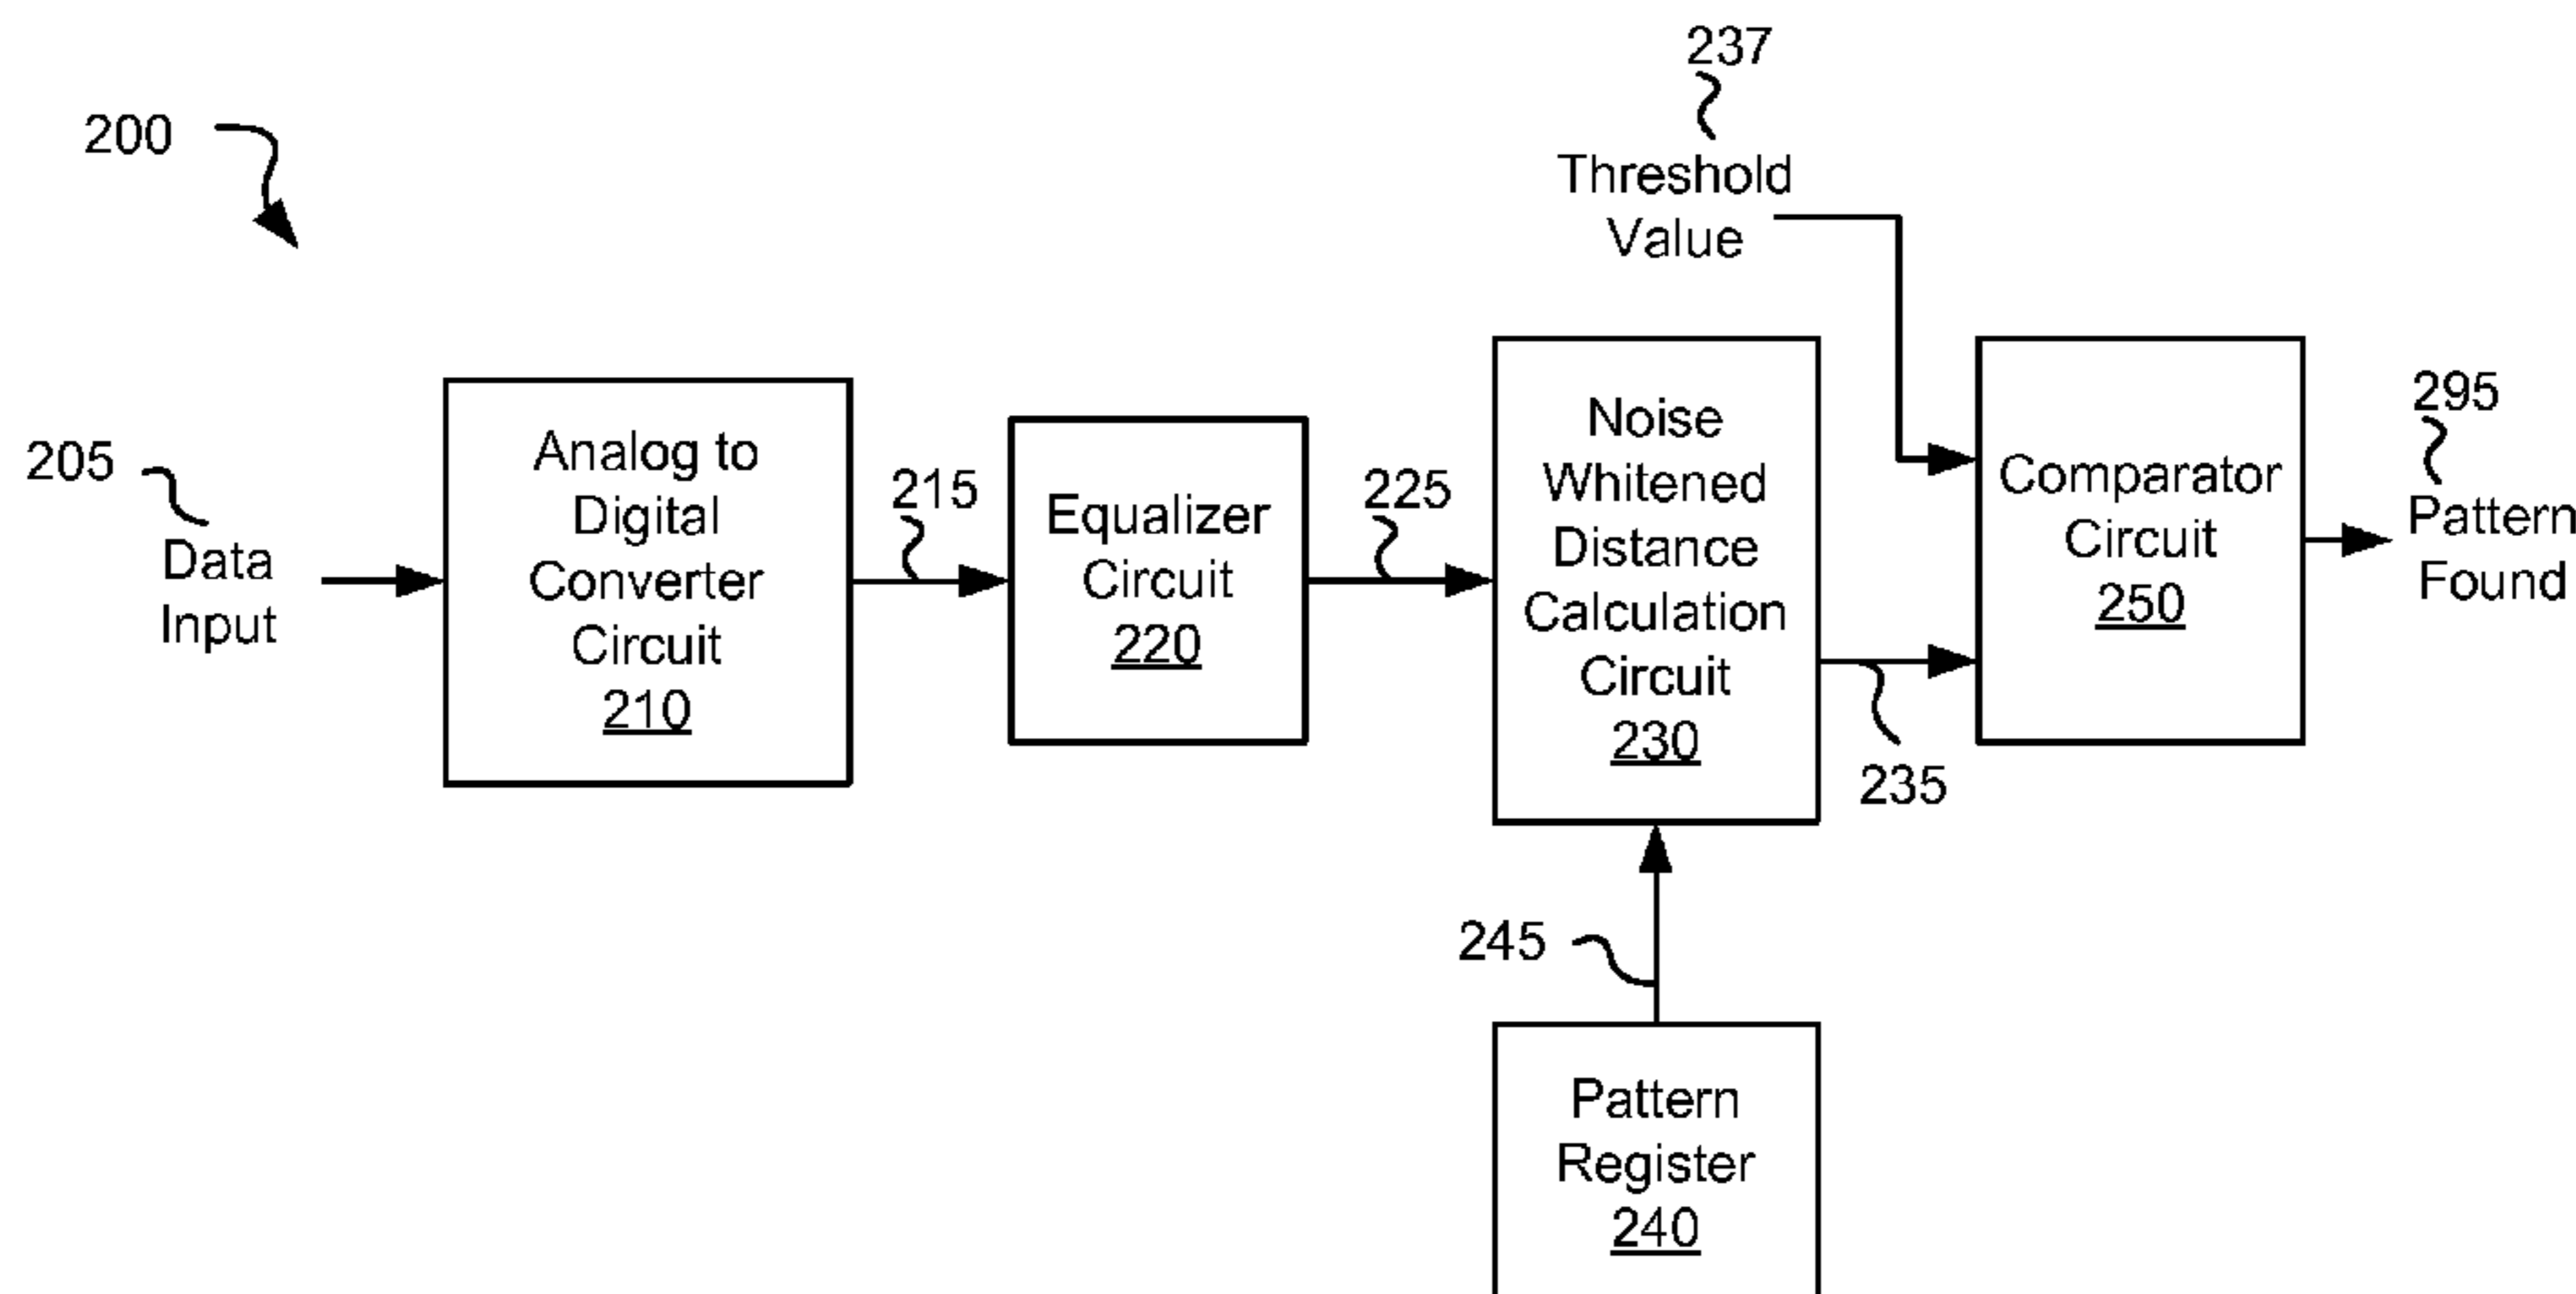 237
200
Threshold
Value
205
Data
Input
Analog to
Digital
Converter
Circuit
210
215
Equalizer
Circuit
220
225
Noise
Whitened
Distance
Calculation
Circuit
230
235
Comparator
Circuit
250
295
Pattern
Found
245
Pattern
Register
240